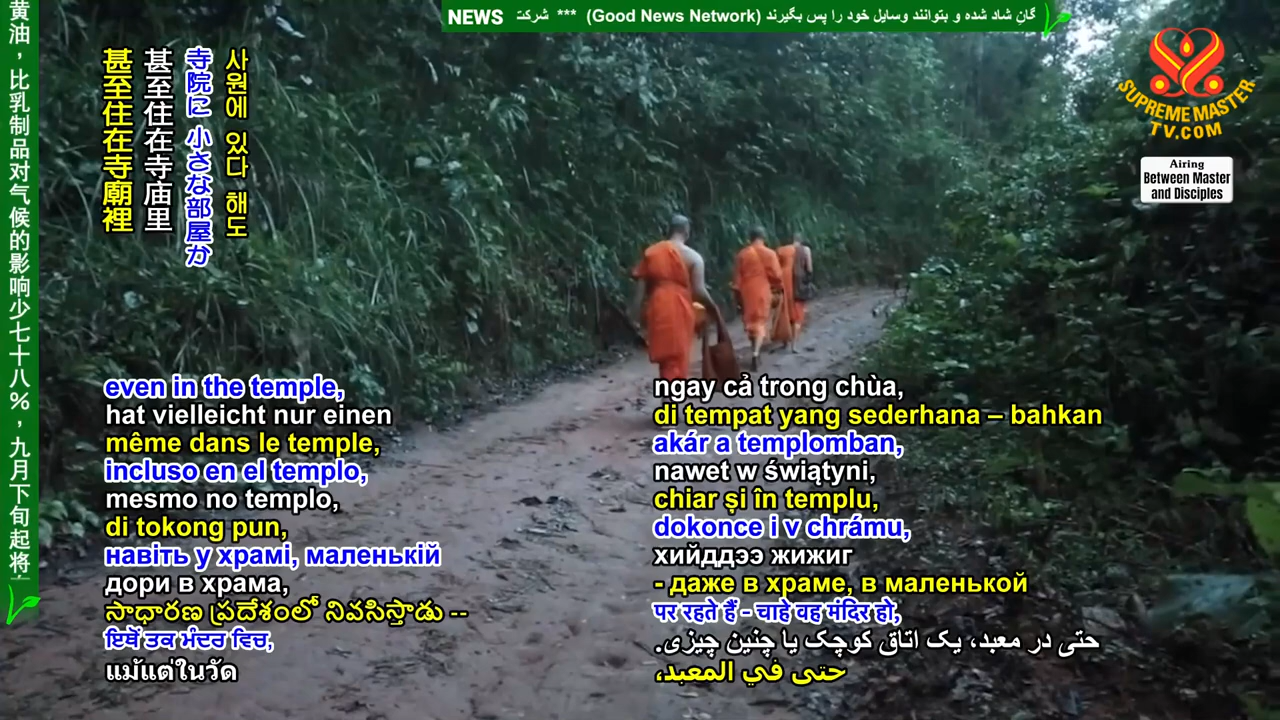 NEWS گانِ شاد شده و بتوانند وسایل خود را پس بگیرند (Good News Network) *** شرکت
黄油，比乳制品对气候的影响少七十八%，九月下旬起将
SUPREME MASTER
TV.COM
Airing
Between Master
and Disciples
사원에 있다 해도
寺院に 小さな部屋か
甚至住在寺庙里
甚至住在寺廟裡
even in the temple,
hat vielleicht nur einen
même dans le temple,
incluso en el templo,
mesmo no templo,
di tokong pun,
навіть у храмі, маленькій
дори в храма,
సాధారణ ప్రదేశంలో నివసిస్తాడు --
ਇਥੋਂ ਤਕ ਮੰਦਰ ਵਿਚ,
แม้แต่ในวัด
ngay cả trong chùa,
di tempat yang sederhana – bahkan
akár a templomban,
nawet w świątyni,
chiar și în templu,
dokonce i v chrámu,
хийддээ жижиг
- даже в храме, в маленькой
पर रहते हैं - चाहे वह मंदिर हो,
حتی در معبد، یک اتاق کوچک یا چنین چیزی.
حتى في المعبد،